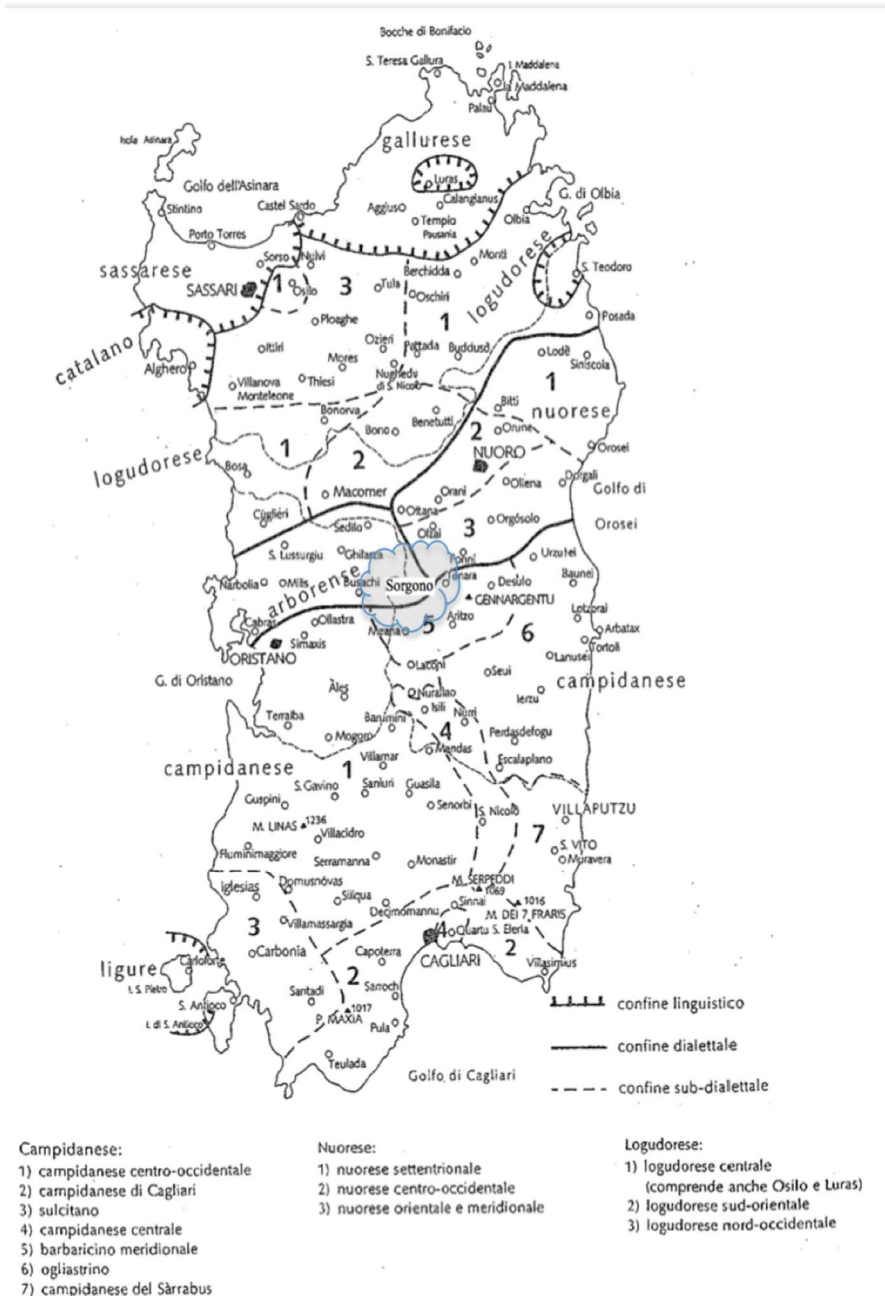 Bocche di Bonifacio
S. Teresa Gallura
I. Maddalena
la Maddalena
Palau
Isola Asinara
gallurese
Luras
Golfo dell'Asinara
Calangianus
G. di Olbia
Stintino
Castel Sardo
Aggiuso
Tempio
Pausania
Olbia
Porto Torres
Sorso
Nulvi
Monti
sassarese
Berchidda
logudorese
S. Teodoro
SASSARI
1
Osilo
3
Tula
Oschiri
1
Posada
Ploaghe
catalano
Ittiri
Ozieri
Pattada
Buddusò
Lodè
Siniscola
Alghero
Mores
Nughedu
di S. Nicolò
1
Villanova
Monteleone
Thiesi
Bitti
nuorese
Bonorva
Benetutti
Orune
Bono
2
NUORO
Orosei
logudorese
1
2
Bosa
Oliena
Dorgali
Golfo di
Orosei
Macomer
Orani
Ottana
Cùglieri
Sedilo
Olzai
3
Orgósolo
S. Lussurgiu
Ghilarza
Fonni
Urzulei
Narbolia
Milis
arborense
Busachi
Sorgono
Tonara
Desulo
Baunei
GENNARGENTU
Cabras
Ollastra
Meana
5
Aritzo
Lotzorai
Simaxis
6
Arbatax
Tortolì
ORISTANO
Laconi
Lanusei
G. di Oristano
Seui
campidanese
Àles
Nurallao
Ierzu
Terralba
Isili
Nurri
Barumini
Mogoro
4
Perdasdefogu
Mandas
Villamar
Escalaplano
campidanese
1
S. Gavino
Sanluri
Guasila
Guspini
Senorbì
S. Nicolò
VILLAPUTZU
M. LINAS
1236
Villacidro
7
S. VITO
Fluminimaggiore
Muravera
Serramanna
Monastir
Iglesias
Domusnóvas
M. SERPEDDI
1069
Siliqua
Decimomannu
Sinnai
1016
M. DEI 7 FRARIS
3
Villamassargia
4
Quartu S. Elena
2
Carbonia
Capoterra
CAGLIARI
Villasimius
ligure
Carloforte
I. S. Pietro
2
Santadi
Sarroch
S. Antìoco
I. di S. Antìoco
1017
P. MAXIA
Pula
Teulada
Golfo di Cagliari
confine linguistico
confine dialettale
confine sub-dialettale
Campidanese:
1) campidanese centro-occidentale
2) campidanese di Cagliari
3) sulcitano
4) campidanese centrale
5) barbaricino meridionale
6) ogliastrino
7) campidanese del Sàrrabus
Nuorese:
1) nuorese settentrionale
2) nuorese centro-occidentale
3) nuorese orientale e meridionale
Logudorese:
1) logudorese centrale
(comprende anche Osilo e Luras)
2) logudorese sud-orientale
3) logudorese nord-occidentale